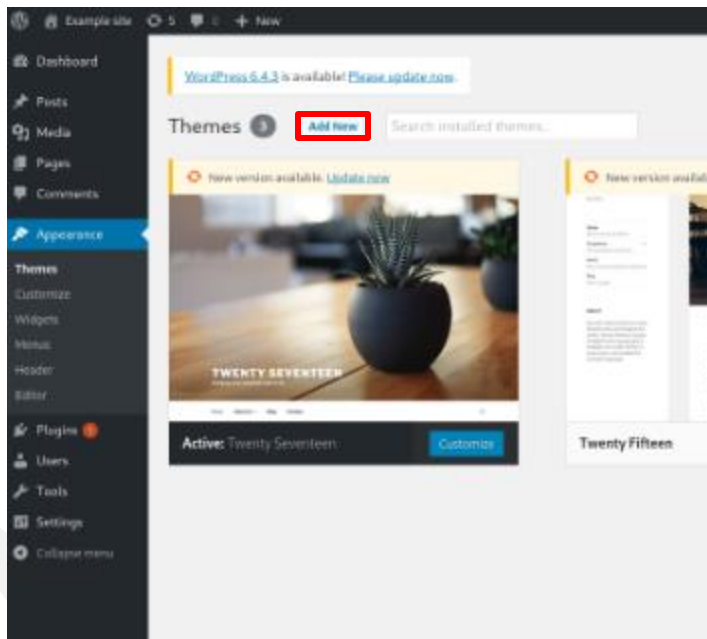 Example site 5 New
Dashboard
Posts
Media
Pages
Comments
Appearance
Themes
Customize
Widgets
Menus
Header
Editor
Plugins
Users
Tools
Settings
Collapse menu
WordPress 6.4.3 is available! Please update now.
Themes 3 Add New Search installed themes...
New version available. Update now
TWENTY SEVENTEEN
Active: Twenty Seventeen Customize
New version
Twenty Fifteen